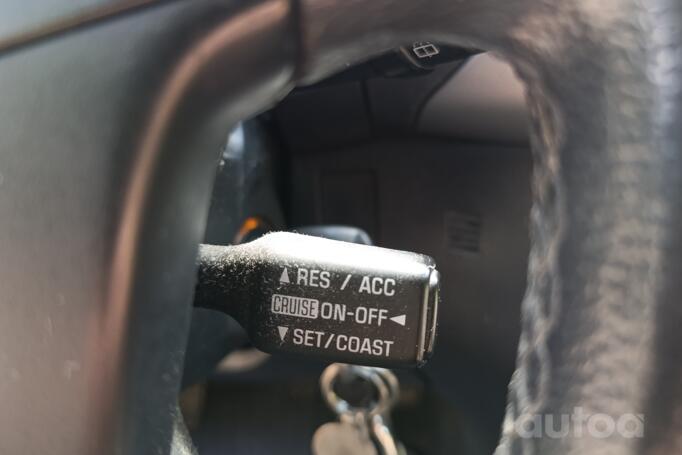 ▲ RES / ACC
CRUISE ON-OFF ◄
▼ SET/COAST
autoa